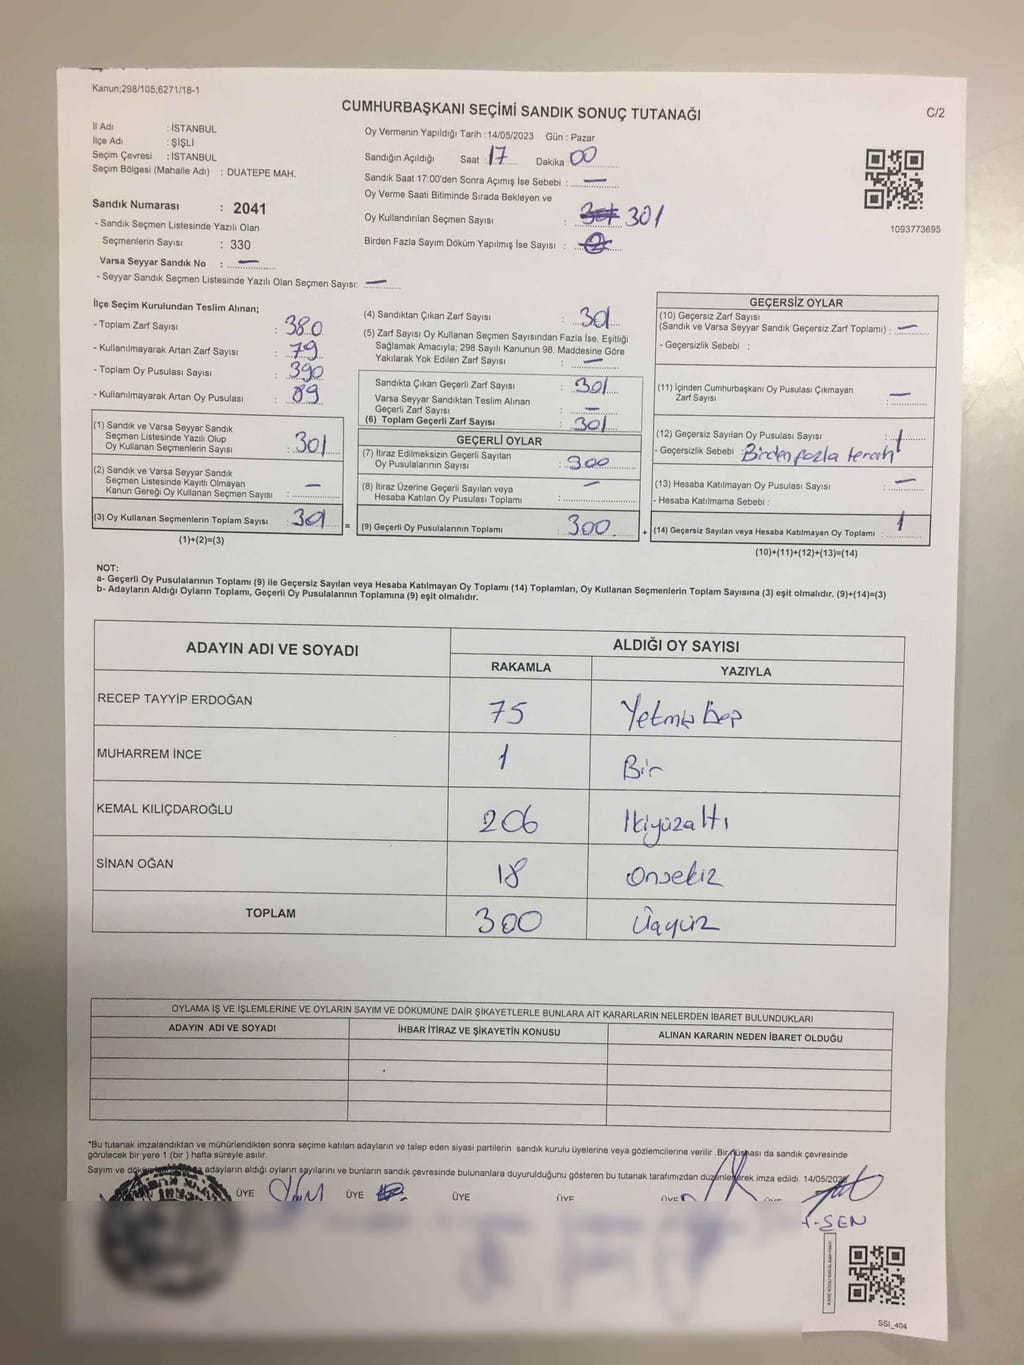 Kanun;298/105;6271/18-1
CUMHURBAŞKANI SEÇİMİ SANDIK SONUÇ TUTANAĞI
C/2
İl Adı : İSTANBUL
İlçe Adı : ŞİŞLİ
Seçim Çevresi : İSTANBUL
Seçim Bölgesi (Mahalle Adı) : DUATEPE MAH.
Sandık Numarası : 2041
- Sandık Seçmen Listesinde Yazılı Olan
Seçmenlerin Sayısı : 330
Varsa Seyyar Sandık No : —
- Seyyar Sandık Seçmen Listesinde Yazılı Olan Seçmen Sayısı: —
Oy Vermenin Yapıldığı Tarih :14/05/2023 Gün : Pazar
Sandığın Açıldığı Saat :17 Dakika :00
Sandık Saat 17:00'den Sonra Açımış İse Sebebi : —
Oy Verme Saati Bitiminde Sırada Bekleyen ve
Oy Kullandırılan Seçmen Sayısı : 301
Birden Fazla Sayım Döküm Yapılmış İse Sayısı :
1093773695
İlçe Seçim Kurulundan Teslim Alınan;
- Toplam Zarf Sayısı : 380
- Kullanılmayarak Artan Zarf Sayısı : 79
- Toplam Oy Pusulası Sayısı : 390
- Kullanılmayarak Artan Oy Pusulası : 89
(1) Sandık ve Varsa Seyyar Sandık
Seçmen Listesinde Yazılı Olup
Oy Kullanan Seçmenlerin Sayısı : 301
(2) Sandık ve Varsa Seyyar Sandık
Seçmen Listesinde Kayıtlı Olmayan
Kanun Gereği Oy Kullanan Seçmen Sayısı : —
(3) Oy Kullanan Seçmenlerin Toplam Sayısı : 301
(1)+(2)=(3)
(4) Sandıktan Çıkan Zarf Sayısı : 301
(5) Zarf Sayısı Oy Kullanan Seçmen Sayısından Fazla İse, Eşitliği
Sağlamak Amacıyla; 298 Sayılı Kanunun 98. Maddesine Göre
Yakılarak Yok Edilen Zarf Sayısı : —
Sandıkta Çıkan Geçerli Zarf Sayısı : 301
Varsa Seyyar Sandıktan Teslim Alınan
Geçerli Zarf Sayısı : —
(6) Toplam Geçerli Zarf Sayısı : 301
GEÇERLİ OYLAR
(7) İtiraz Edilmeksizin Geçerli Sayılan
Oy Pusulalarının Sayısı : 300
(8) İtiraz Üzerine Geçerli Sayılan veya
Hesaba Katılan Oy Pusulası Toplamı : —
= (9) Geçerli Oy Pusulalarının Toplamı : 300
GEÇERSİZ OYLAR
(10) Geçersiz Zarf Sayısı
(Sandık ve Varsa Seyyar Sandık Geçersiz Zarf Toplamı) : —
- Geçersizlik Sebebi :
(11) İçinden Cumhurbaşkanı Oy Pusulası Çıkmayan
Zarf Sayısı : —
(12) Geçersiz Sayılan Oy Pusulası Sayısı : 1
- Geçersizlik Sebebi : Birden fazla tercih
(13) Hesaba Katılmayan Oy Pusulası Sayısı : —
- Hesaba Katılmama Sebebi :
+ (14) Geçersiz Sayılan veya Hesaba Katılmayan Oy Toplamı : 1
(10)+(11)+(12)+(13)=(14)
NOT:
a- Geçerli Oy Pusulalarının Toplamı (9) ile Geçersiz Sayılan veya Hesaba Katılmayan Oy Toplamı (14) Toplamları, Oy Kullanan Seçmenlerin Toplam Sayısına (3) eşit olmalıdır. (9)+(14)=(3)
b- Adayların Aldığı Oyların Toplamı, Geçerli Oy Pusulalarının Toplamına (9) eşit olmalıdır.
ADAYIN ADI VE SOYADI ALDIĞI OY SAYISI
RAKAMLA YAZIYLA
RECEP TAYYİP ERDOĞAN 75 Yetmiş beş
MUHARREM İNCE 1 Bir
KEMAL KILIÇDAROĞLU 206 İkiyüzaltı
SİNAN OĞAN 18 Onsekiz
TOPLAM 300 Üçyüz
OYLAMA İŞ VE İŞLEMLERİNE VE OYLARIN SAYIM VE DÖKÜMÜNE DAİR ŞİKAYETLERLE BUNLARA AİT KARARLARIN NELERDEN İBARET BULUNDUKLARI
ADAYIN ADI VE SOYADI İHBAR İTİRAZ VE ŞİKAYETİN KONUSU ALINAN KARARIN NEDEN İBARET OLDUĞU
*Bu tutanak imzalandıktan ve mühürlendikten sonra seçime katılan adayların ve talep eden siyasi partilerin sandık kurulu üyelerine veya gözlemcilerine verilir .Bir nüshası da sandık çevresinde
görülecek bir yere 1 (bir ) hafta süreyle asılır.
Sayım ve adayların aldığı oyların sayılarını ve bunların sandık çevresinde bulunanlara duyurulduğunu gösteren bu tutanak tarafımızdan düzenlenerek imza edildi. 14/05/2023
ÜYE ÜYE ÜYE ÜYE ÜYE
ŞEN
SSI_404